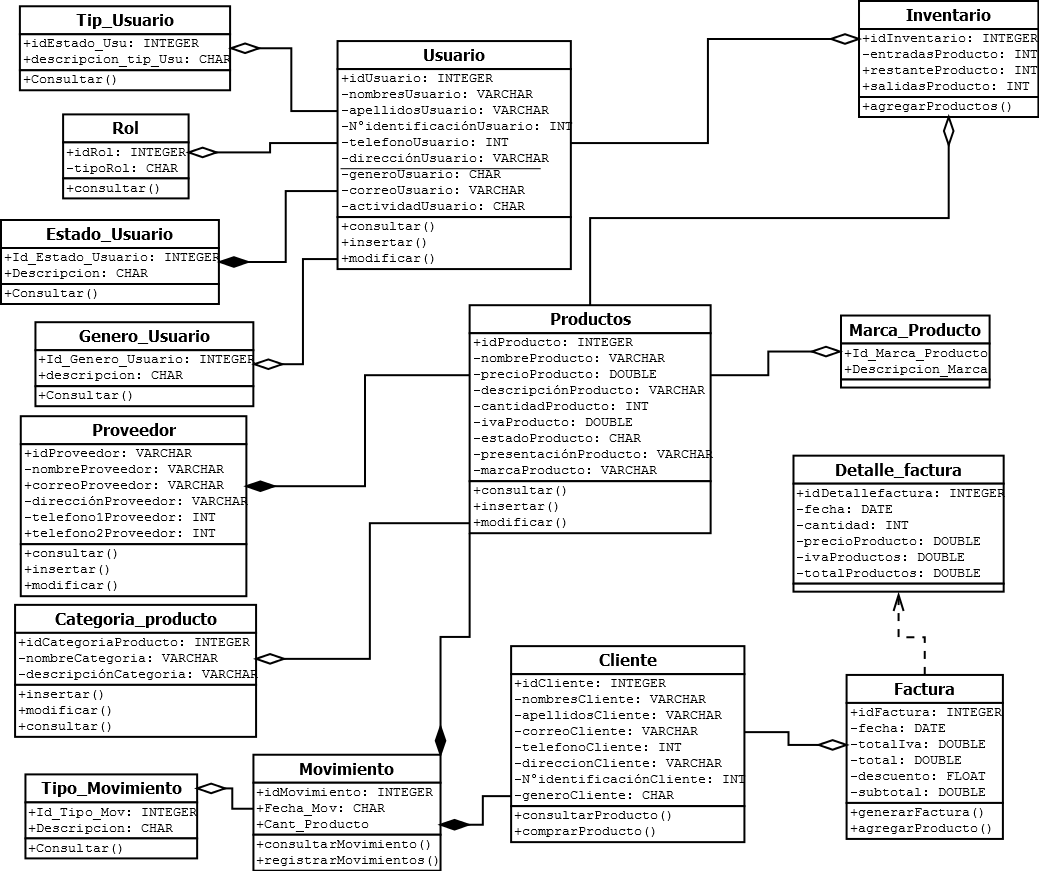 Tip_Usuario
+idEstado_Usu: INTEGER
+descripcion_tip_Usu: CHAR
+Consultar()
Rol
+idRol: INTEGER
-tipoRol: CHAR
+consultar()
Estado_Usuario
+Id_Estado_Usuario: INTEGER
+Descripcion: CHAR
+Consultar()
Genero_Usuario
+Id_Genero_Usuario: INTEGER
+descripcion: CHAR
+Consultar()
Usuario
+idUsuario: INTEGER
-nombresUsuario: VARCHAR
-apellidosUsuario: VARCHAR
-N°identificaciónUsuario: INT
-telefonoUsuario: INT
-direcciónUsuario: VARCHAR
-generoUsuario: CHAR
-correoUsuario: VARCHAR
-actividadUsuario: CHAR
+consultar()
+insertar()
+modificar()
Inventario
+idInventario: INTEGER
-entradasProducto: INT
+restanteProducto: INT
+salidasProducto: INT
+agregarProductos()
Proveedor
+idProveedor: VARCHAR
-nombreProveedor: VARCHAR
+correoProveedor: VARCHAR
-direcciónProveedor: VARCHAR
-telefono1Proveedor: INT
+telefono2Proveedor: INT
+consultar()
+insertar()
+modificar()
Productos
+idProducto: INTEGER
-nombreProducto: VARCHAR
-precioProducto: DOUBLE
-descripciónProducto: VARCHAR
-cantidadProducto: INT
-ivaProducto: DOUBLE
-estadoProducto: CHAR
-presentaciónProducto: VARCHAR
-marcaProducto: VARCHAR
+consultar()
+insertar()
+modificar()
Marca_Producto
+Id_Marca_Producto
+Descripcion_Marca
Detalle_factura
+idDetallefactura: INTEGER
-fecha: DATE
-cantidad: INT
-precioProducto: DOUBLE
-ivaProductos: DOUBLE
-totalProductos: DOUBLE
Categoria_producto
+idCategoriaProducto: INTEGER
-nombreCategoria: VARCHAR
-descripciónCategoria: VARCHAR
+insertar()
+modificar()
+consultar()
Cliente
+idCliente: INTEGER
-nombresCliente: VARCHAR
-apellidosCliente: VARCHAR
-correoCliente: VARCHAR
-telefonoCliente: INT
-direccionCliente: VARCHAR
-N°identificaciónCliente: INT
-generoCliente: CHAR
+consultarProducto()
+comprarProducto()
Factura
+idFactura: INTEGER
-fecha: DATE
-totalIva: DOUBLE
-total: DOUBLE
-descuento: FLOAT
-subtotal: DOUBLE
+generarFactura()
+agregarProducto()
Tipo_Movimiento
+Id_Tipo_Mov: INTEGER
+Descripcion: CHAR
+Consultar()
Movimiento
+idMovimiento: INTEGER
+Fecha_Mov: CHAR
+Cant_Producto
+consultarMovimiento()
+registrarMovimientos()